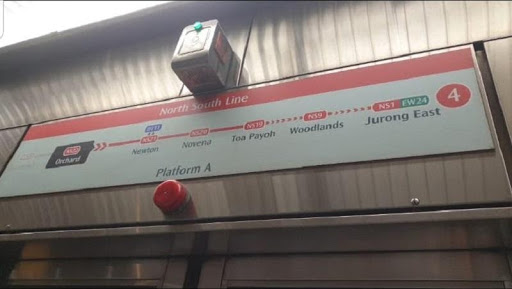 North South Line
NS22
Orchard
DT11
NS21
Newton
NS20
Novena
NS19
Toa Payoh
NS9
Woodlands
NS1 EW24
Jurong East
4
Platform A